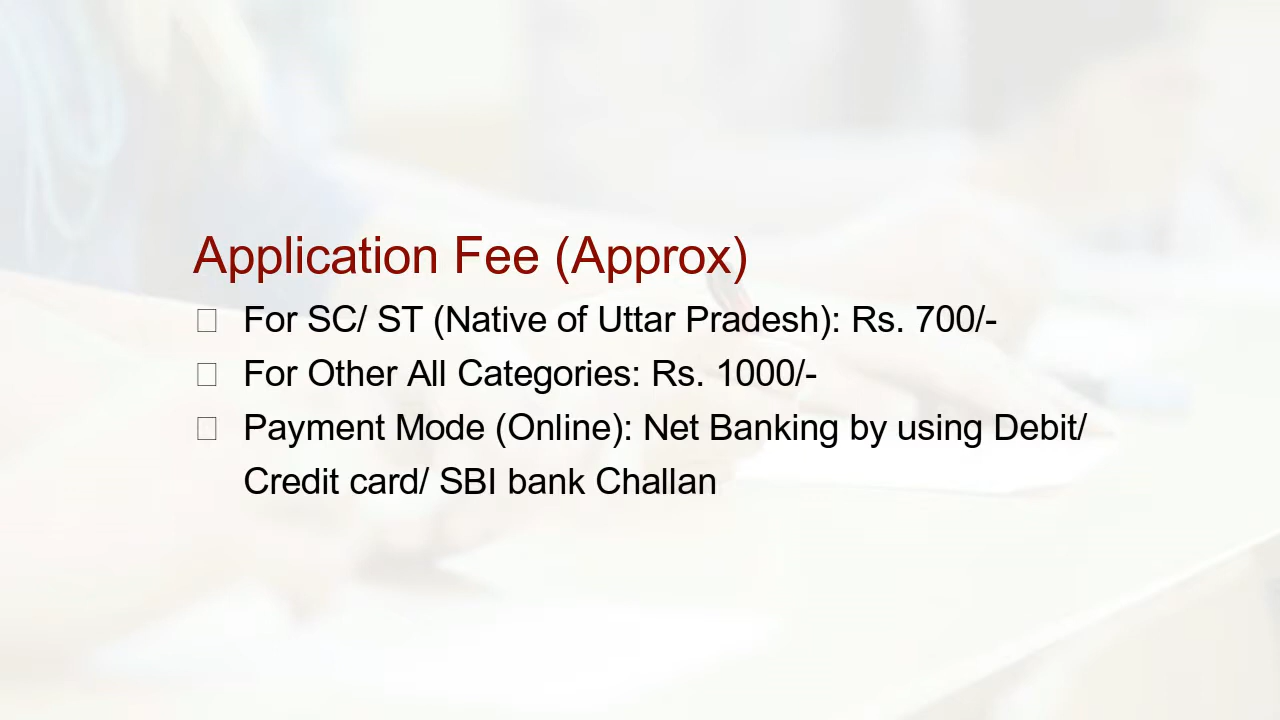 Application Fee (Approx)
For SC/ ST (Native of Uttar Pradesh): Rs. 700/-
For Other All Categories: Rs. 1000/-
Payment Mode (Online): Net Banking by using Debit/
Credit card/ SBI bank Challan